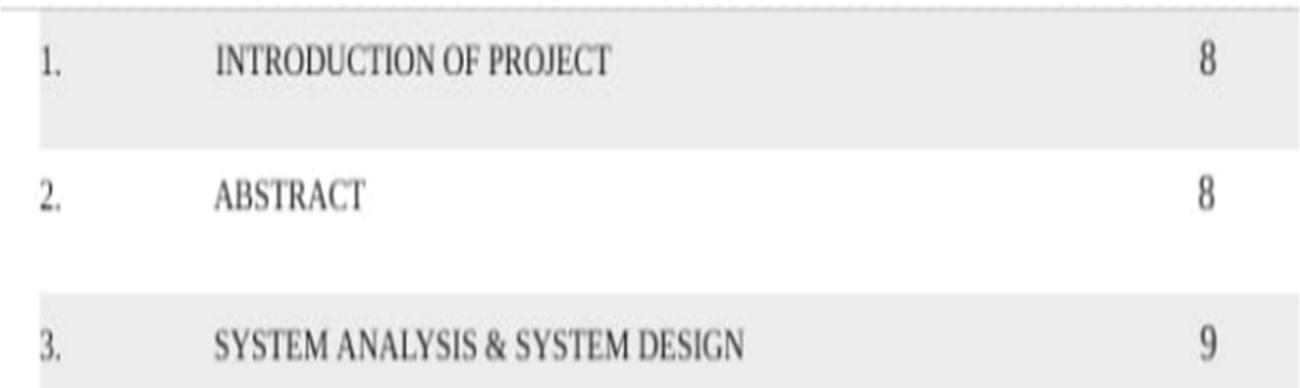 1. INTRODUCTION OF PROJECT 8
2. ABSTRACT 8
3. SYSTEM ANALYSIS & SYSTEM DESIGN 9